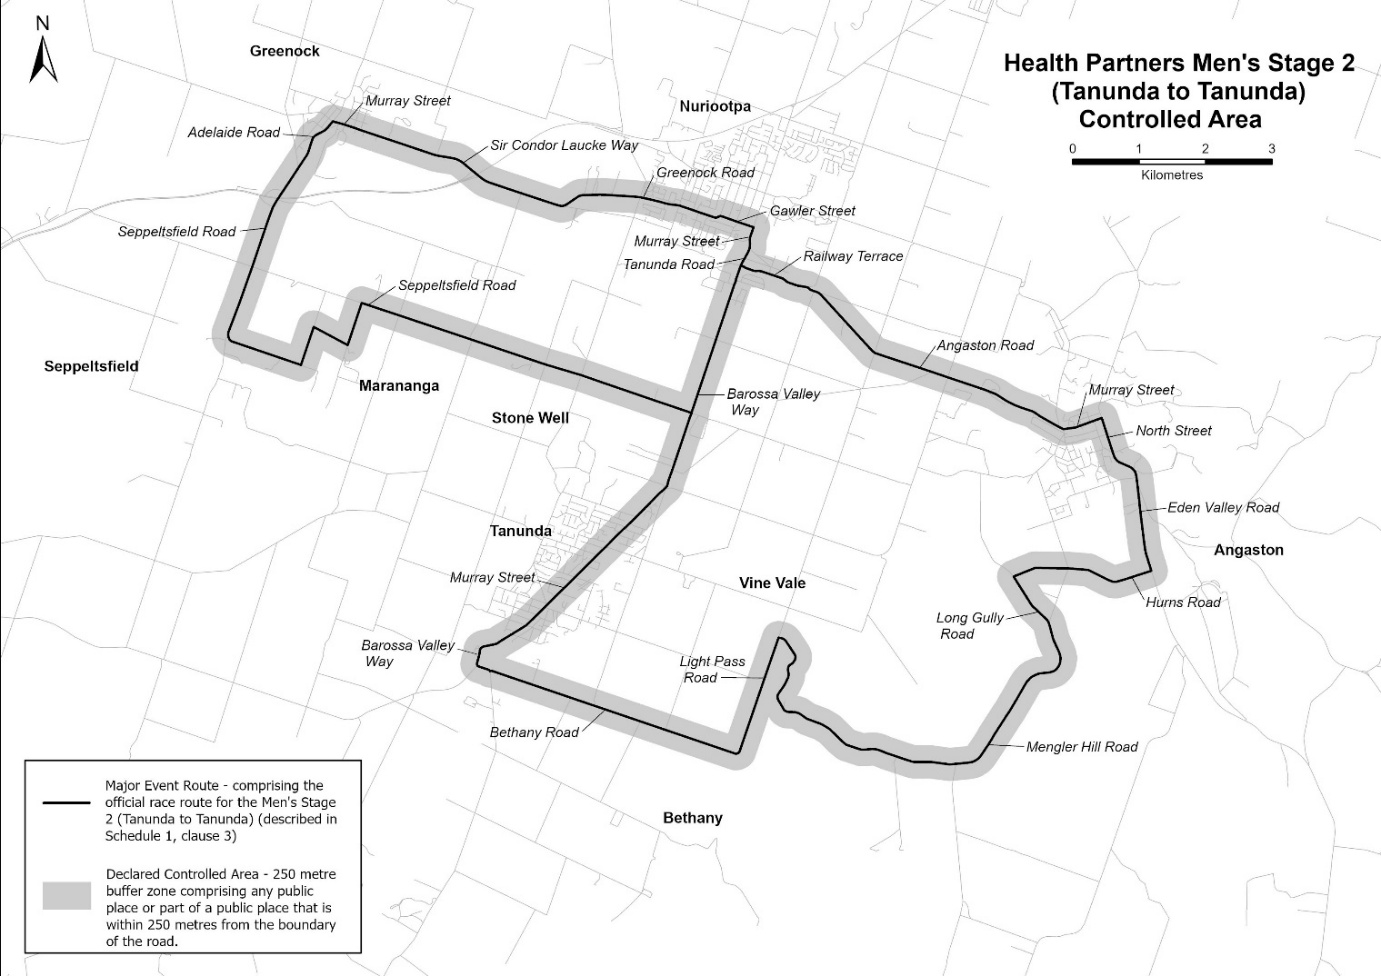 N
Greenock
Health Partners Men's Stage 2
(Tanunda to Tanunda)
Controlled Area
0 1 2 3
Kilometres
Murray Street
Nuriootpa
Adelaide Road
Sir Condor Laucke Way
Greenock Road
Gawler Street
Seppeltsfield Road
Murray Street
Tanunda Road
Railway Terrace
Seppeltsfield Road
Angaston Road
Seppeltsfield
Marananga
Barossa Valley
Way
Murray Street
Stone Well
North Street
Eden Valley Road
Tanunda
Angaston
Murray Street
Vine Vale
Hurns Road
Long Gully
Road
Barossa Valley
Way
Light Pass
Road
Bethany Road
Mengler Hill Road
Bethany
Major Event Route - comprising the
official race route for the Men's Stage
2 (Tanunda to Tanunda) (described in
Schedule 1, clause 3)
Declared Controlled Area - 250 metre
buffer zone comprising any public
place or part of a public place that is
within 250 metres from the boundary
of the road.